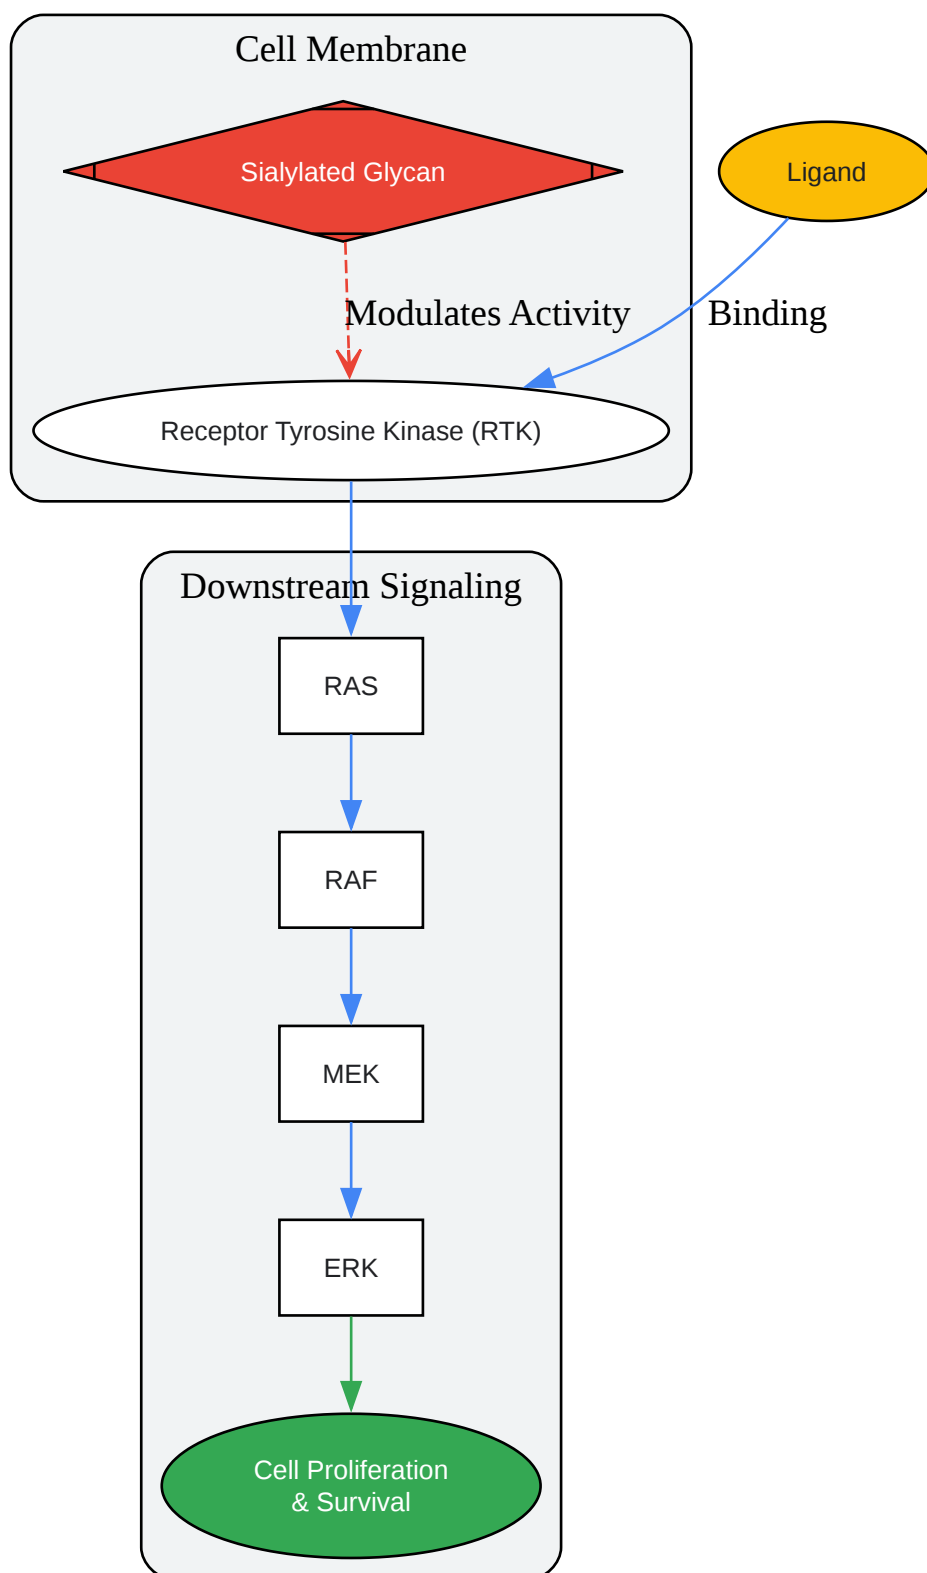 Cell Membrane
Sialylated Glycan
Ligand
Modulates Activity
Binding
Receptor Tyrosine Kinase (RTK)
Downstream Signaling
RAS
RAF
MEK
ERK
Cell Proliferation
& Survival